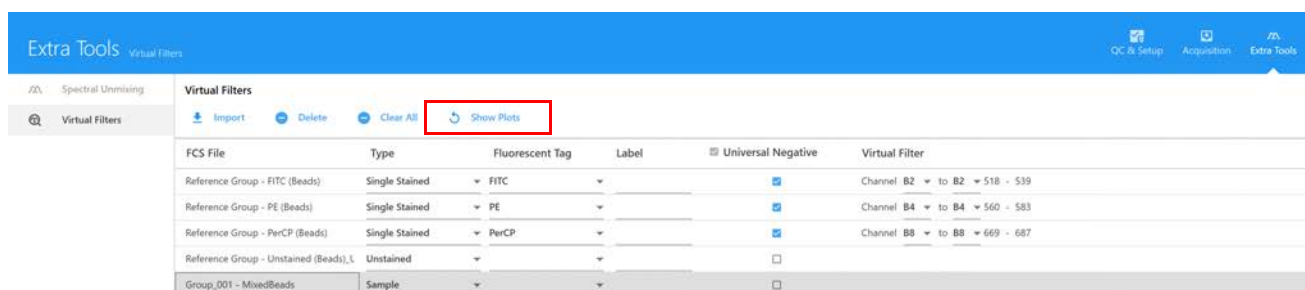 Extra Tools Virtual Filters
QC & Setup Acquisition Extra Tools
Spectral Unmixing
Virtual Filters
Virtual Filters
Import Delete Clear All Show Plots
FCS File Type Fluorescent Tag Label Universal Negative Virtual Filter
Reference Group - FITC (Beads) Single Stained FITC Channel B2 to B2 518 - 539
Reference Group - PE (Beads) Single Stained PE Channel B4 to B4 560 - 583
Reference Group - PerCP (Beads) Single Stained PerCP Channel B8 to B8 669 - 687
Reference Group - Unstained (Beads)_U Unstained
Group_001 - MixedBeads Sample